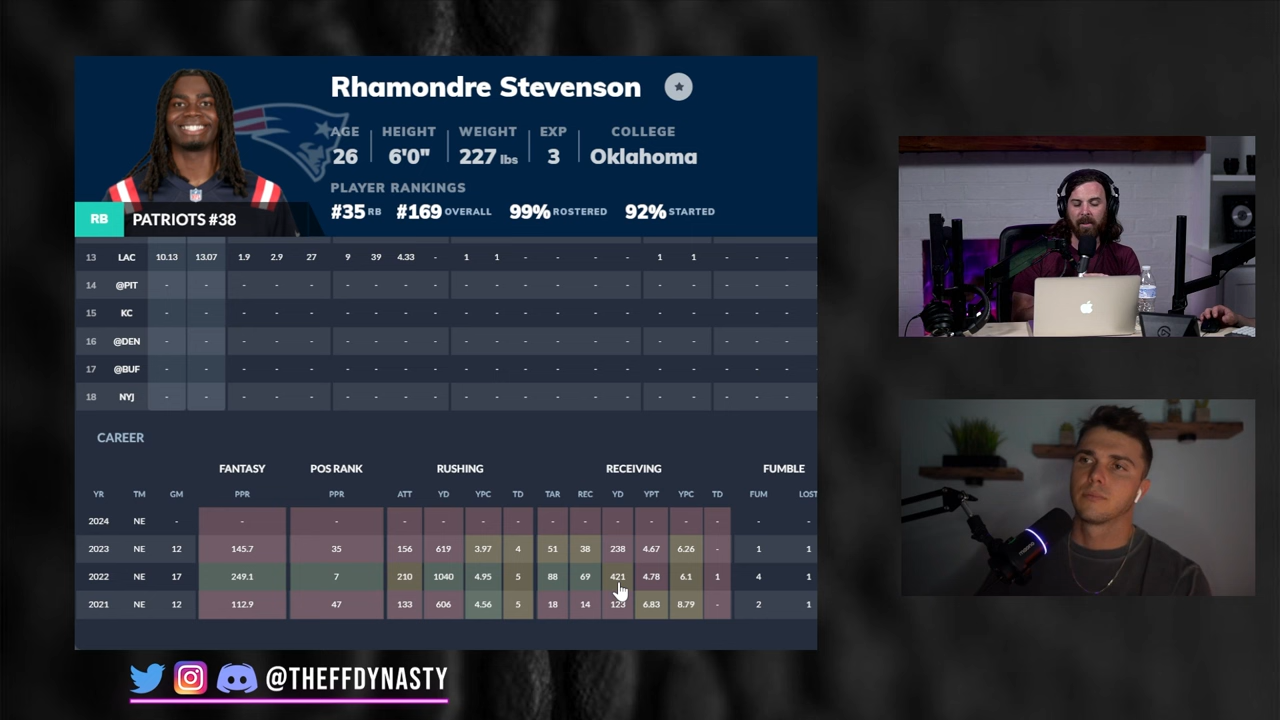 Rhamondre Stevenson
AGE HEIGHT WEIGHT EXP COLLEGE
26 6'0" 227 lbs 3 Oklahoma
PLAYER RANKINGS
#35 RB #169 OVERALL 99% ROSTERED 92% STARTED
RB PATRIOTS #38
13 LAC 10.13 13.07 1.9 2.9 27 9 39 4.33 - 1 1 - - - - 1 1 - - -
14 @PIT - - - - - - - - - - - - - - - - - - - -
15 KC - - - - - - - - - - - - - - - - - - - -
16 @DEN - - - - - - - - - - - - - - - - - - - -
17 @BUF - - - - - - - - - - - - - - - - - - - -
18 NYJ - - - - - - - - - - - - - - - - - - - -
CAREER
FANTASY POS RANK RUSHING RECEIVING FUMBLE
YR TM GM PPR PPR ATT YD YPC TD TAR REC YD YPT YPC TD FUM LOST
2024 NE - - - - - - - - - - - - - - -
2023 NE 12 145.7 35 156 619 3.97 4 51 38 238 4.67 6.26 - 1 1
2022 NE 17 249.1 7 210 1040 4.95 5 88 69 421 4.78 6.1 1 4 1
2021 NE 12 112.9 47 133 606 4.56 5 18 14 123 6.83 8.79 - 2 1
@THEFFDYNASTY